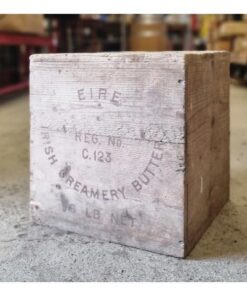 EIRE
REG. No.
C.123
IRISH CREAMERY BUTTER
56 LB NET